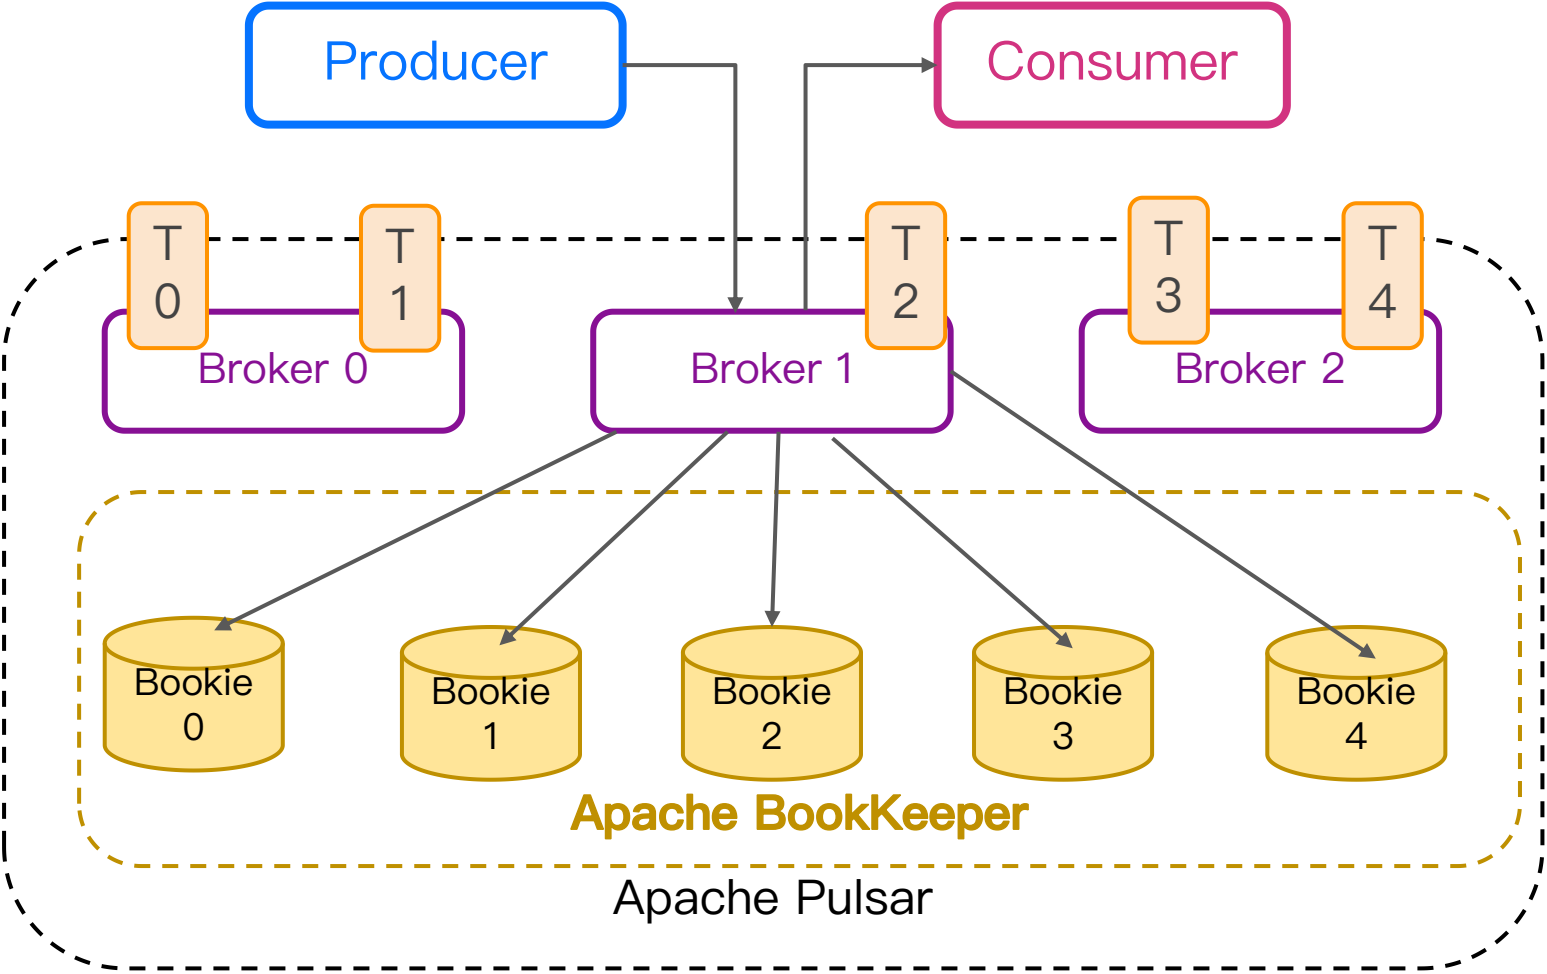 Producer
Consumer
T
0
T
1
T
2
T
3
T
4
Broker 0
Broker 1
Broker 2
Bookie
0
Bookie
1
Bookie
2
Bookie
3
Bookie
4
Apache BookKeeper
Apache Pulsar